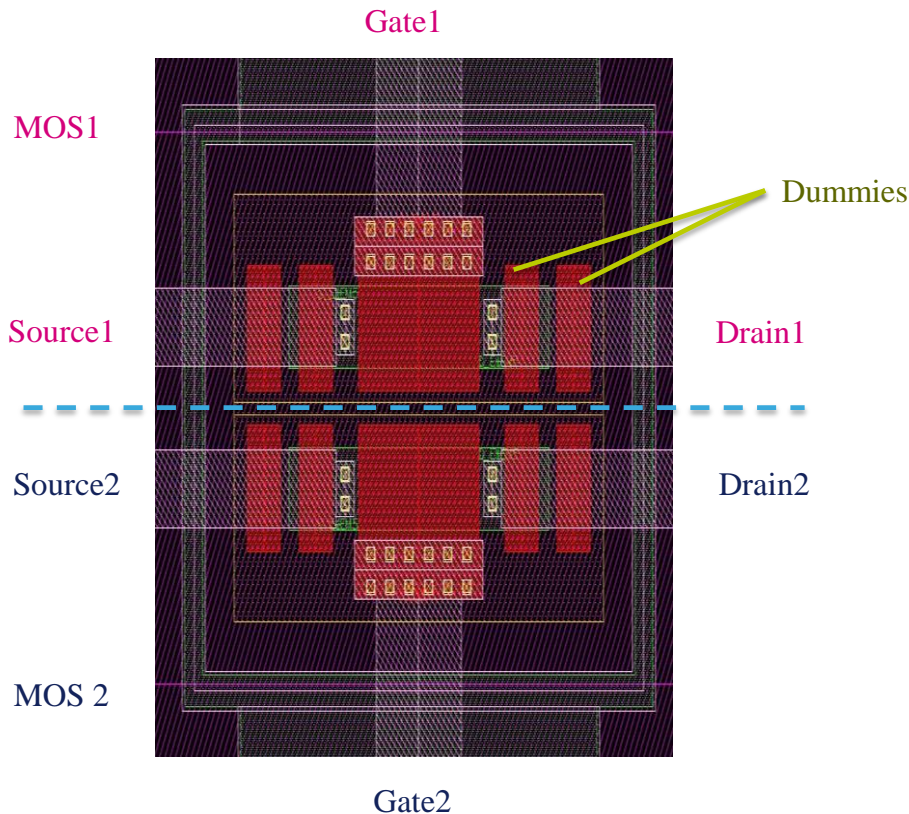 Gate1
MOS1
Dummies
Source1
Drain1
Source2
Drain2
MOS 2
Gate2